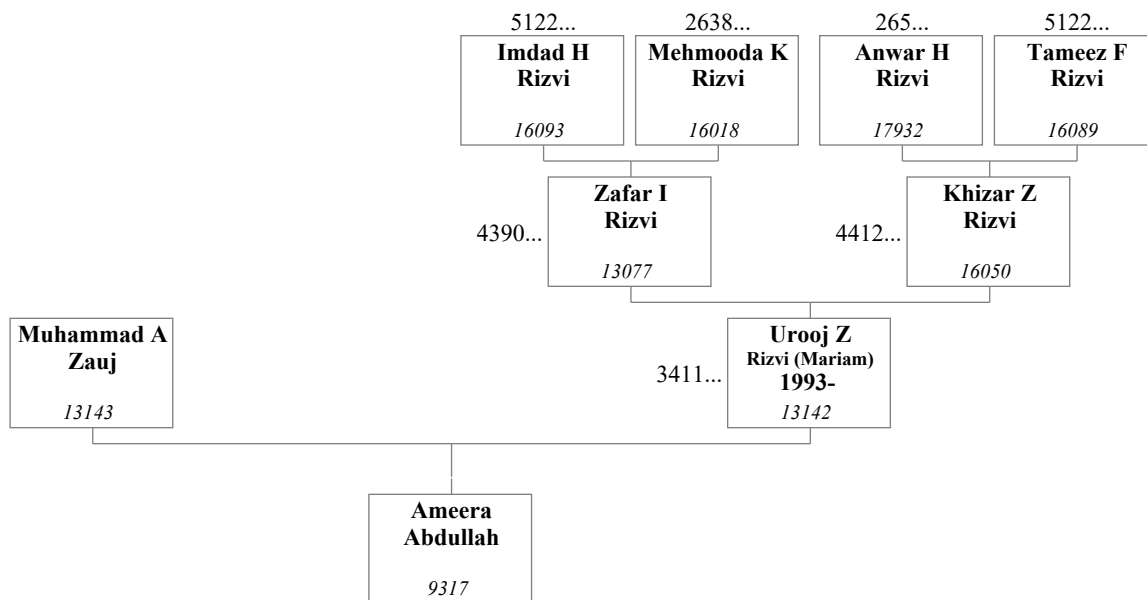 5122... 2638... 265... 5122...
Imdad H
Rizvi
16093
Mehmooda K
Rizvi
16018
Anwar H
Rizvi
17932
Tameez F
Rizvi
16089
4390...
Zafar I
Rizvi
13077
4412...
Khizar Z
Rizvi
16050
Muhammad A
Zauj
13143
3411...
Urooj Z
Rizvi (Mariam)
1993-
13142
Ameera
Abdullah
9317